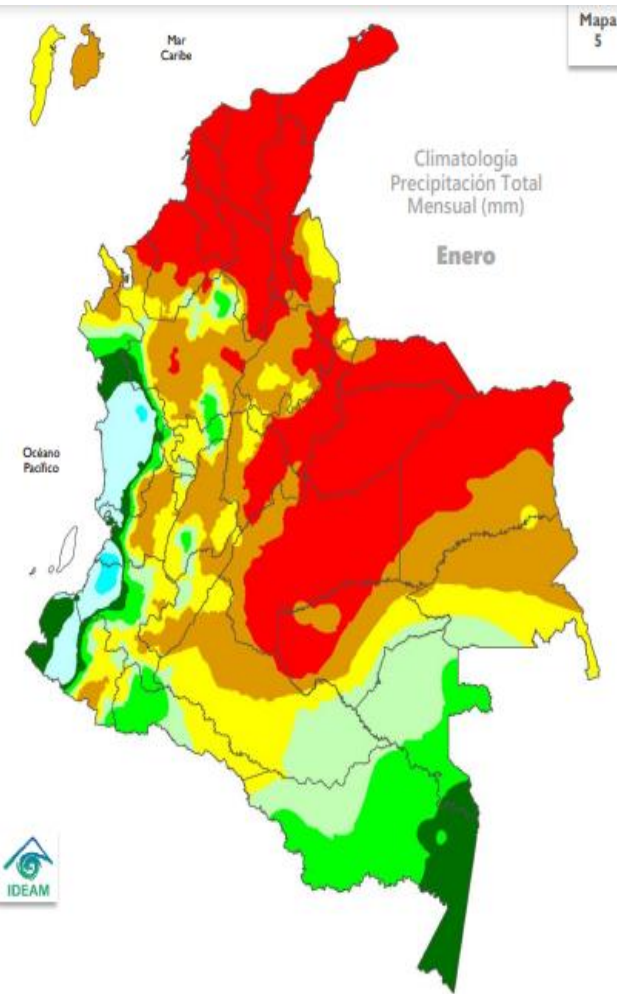 Mapa
5
Mar
Caribe
Climatología
Precipitación Total
Mensual (mm)
Enero
Océano
Pacífico
IDEAM